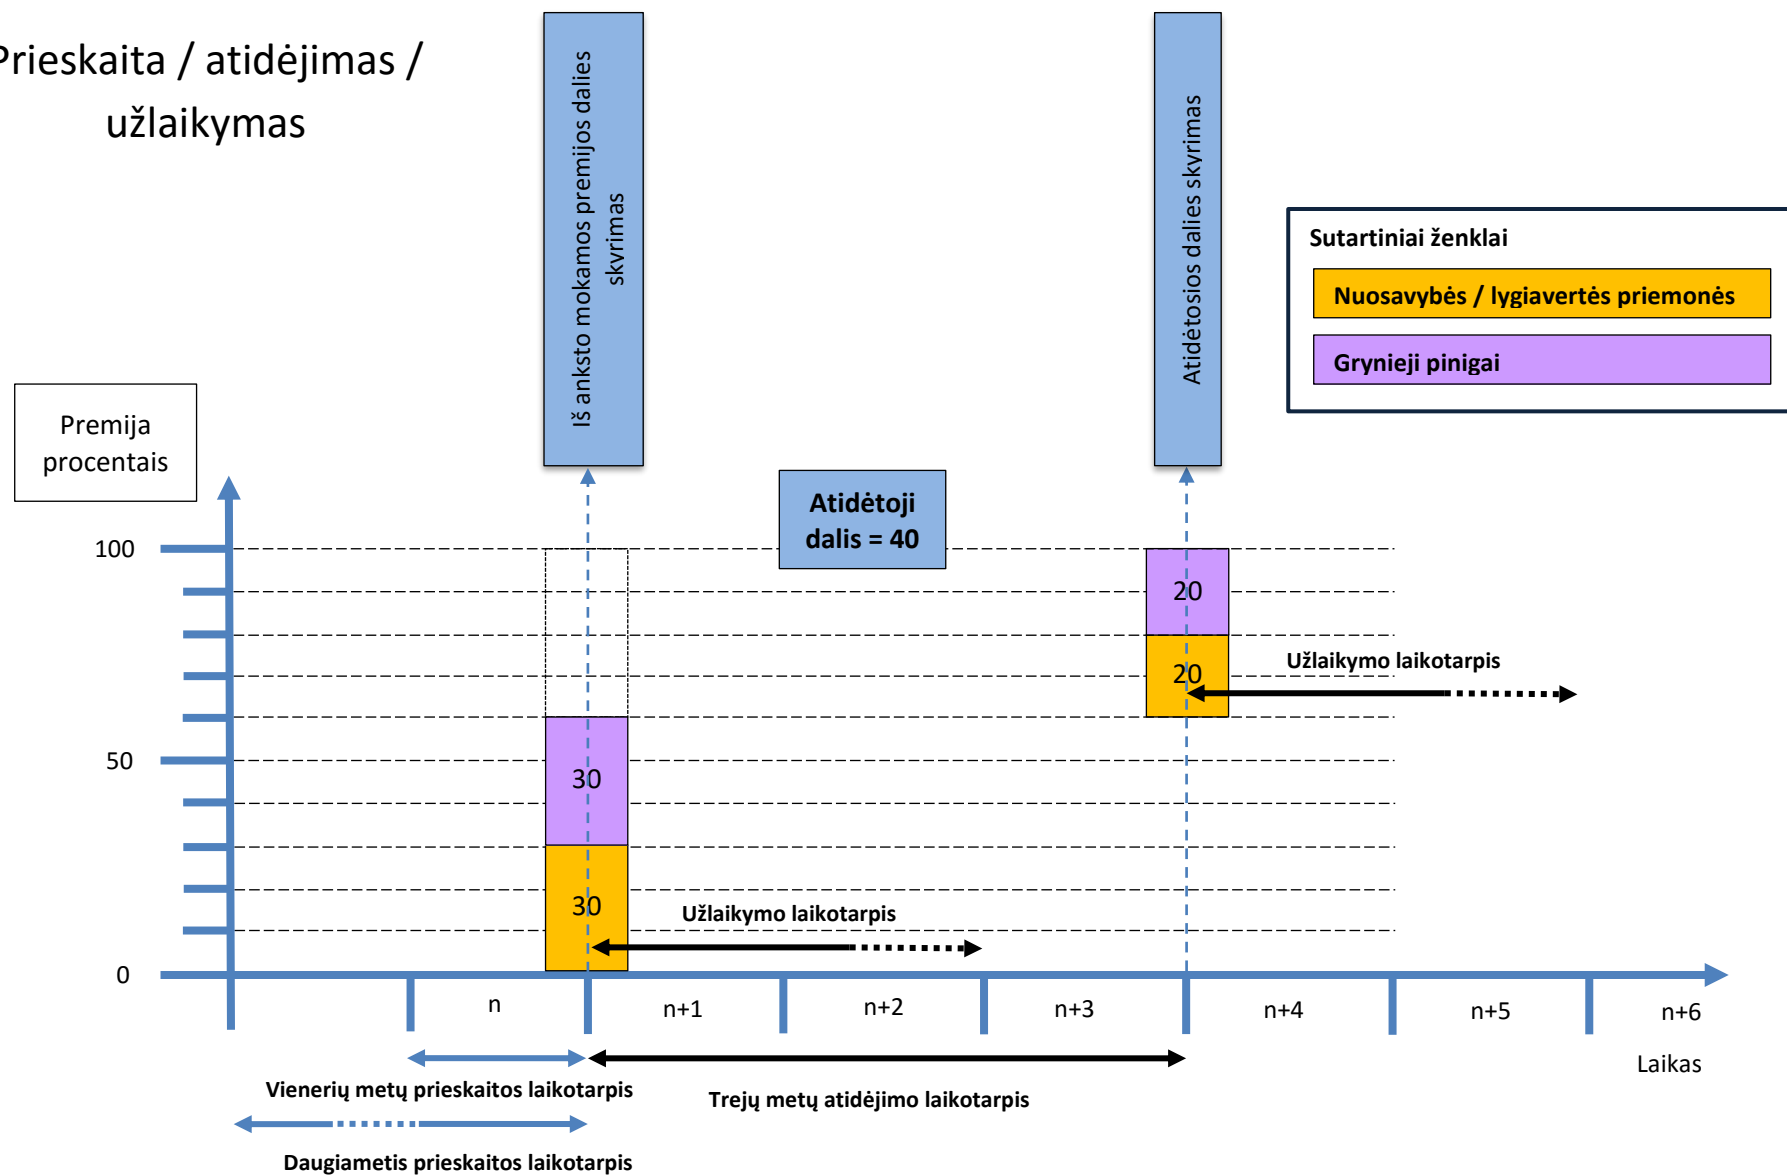 Prieskaita / atidėjimas /
užlaikymas
Iš anksto mokamos premijos dalies
skyrimas
Atidėtosios dalies skyrimas
Sutartiniai ženklai
Nuosavybės / lygiavertės priemonės
Grynieji pinigai
Premija
procentais
Atidėtoji
dalis = 40
100
20
20
Užlaikymo laikotarpis
50
30
30
Užlaikymo laikotarpis
0
n
n+1
n+2
n+3
n+4
n+5
n+6
Laikas
Vienerių metų prieskaitos laikotarpis
Trejų metų atidėjimo laikotarpis
Daugiametis prieskaitos laikotarpis